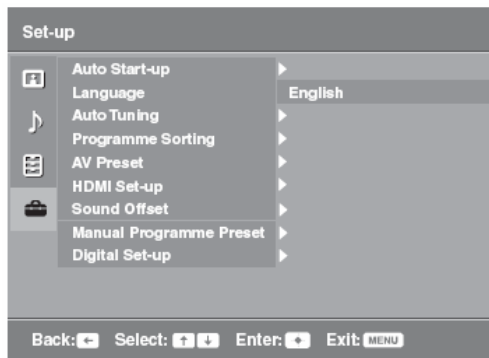 Set-up
Auto Start-up
Language English
Auto Tuning
Programme Sorting
AV Preset
HDMI Set-up
Sound Offset
Manual Programme Preset
Digital Set-up
Back: Select: Enter: Exit: MENU